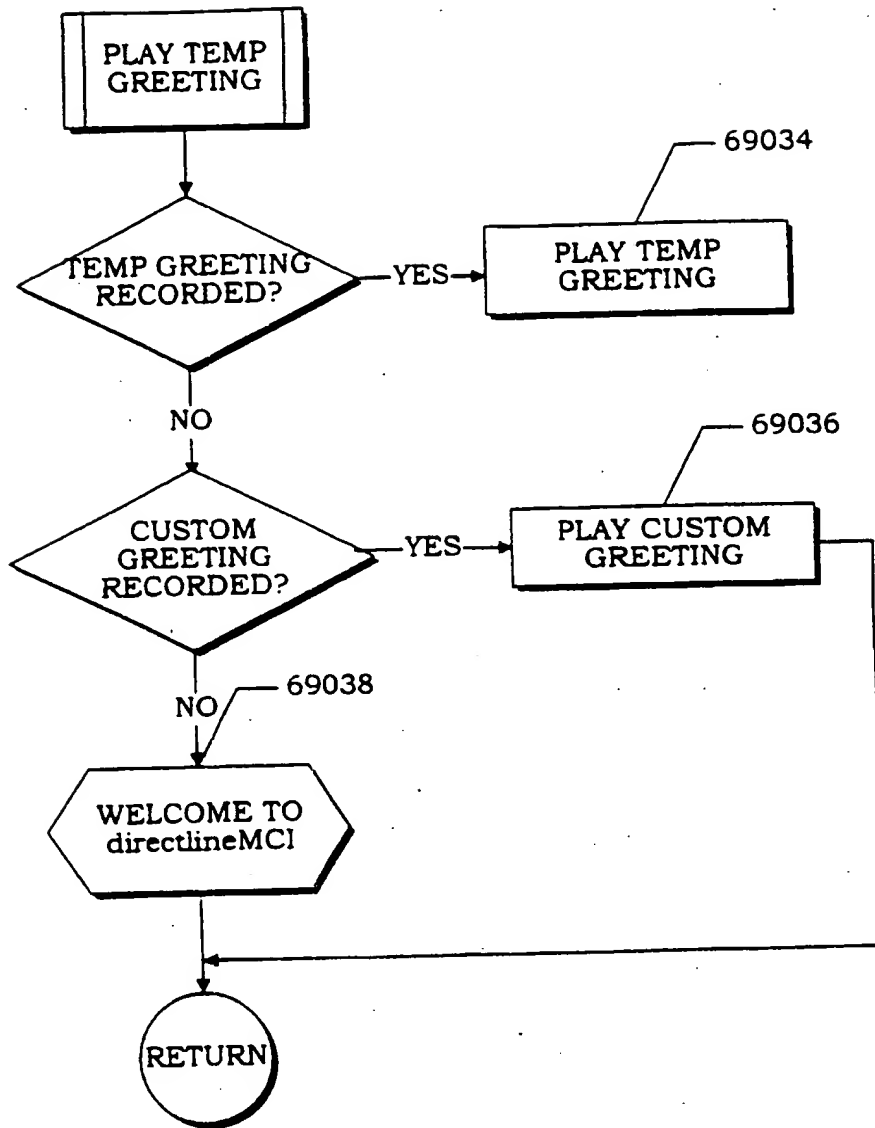 PLAY TEMP
GREETING
69034
TEMP GREETING
RECORDED?
YES
PLAY TEMP
GREETING
NO
69036
CUSTOM
GREETING
RECORDED?
YES
PLAY CUSTOM
GREETING
NO
69038
WELCOME TO
directlineMCI
RETURN